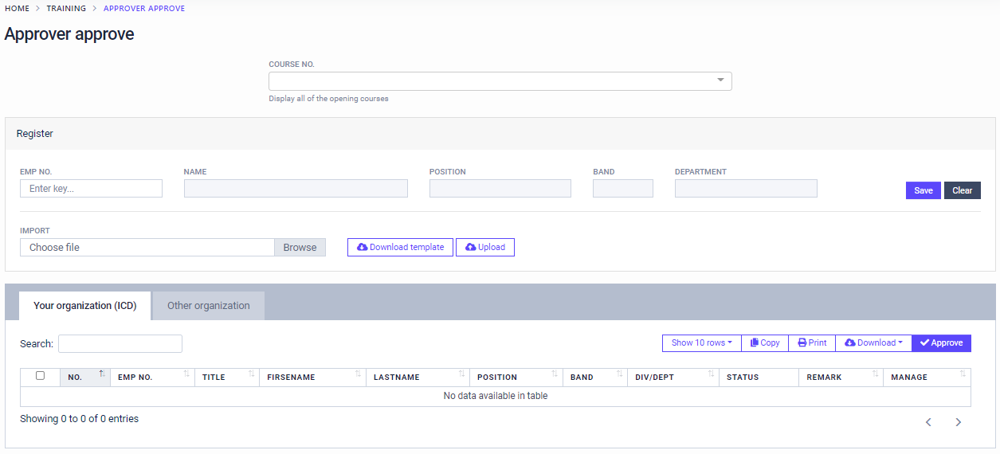 HOME > TRAINING > APPROVER APPROVE
Approver approve
COURSE NO.
Display all of the opening courses
Register
EMP NO. NAME POSITION BAND DEPARTMENT
Enter key... Save Clear
IMPORT
Choose file Browse Download template Upload
Your organization (ICD) Other organization
Search: Show 10 rows Copy Print Download Approve
NO. EMP NO. TITLE FIRSENAME LASTNAME POSITION BAND DIV/DEPT STATUS REMARK MANAGE
No data available in table
Showing 0 to 0 of 0 entries